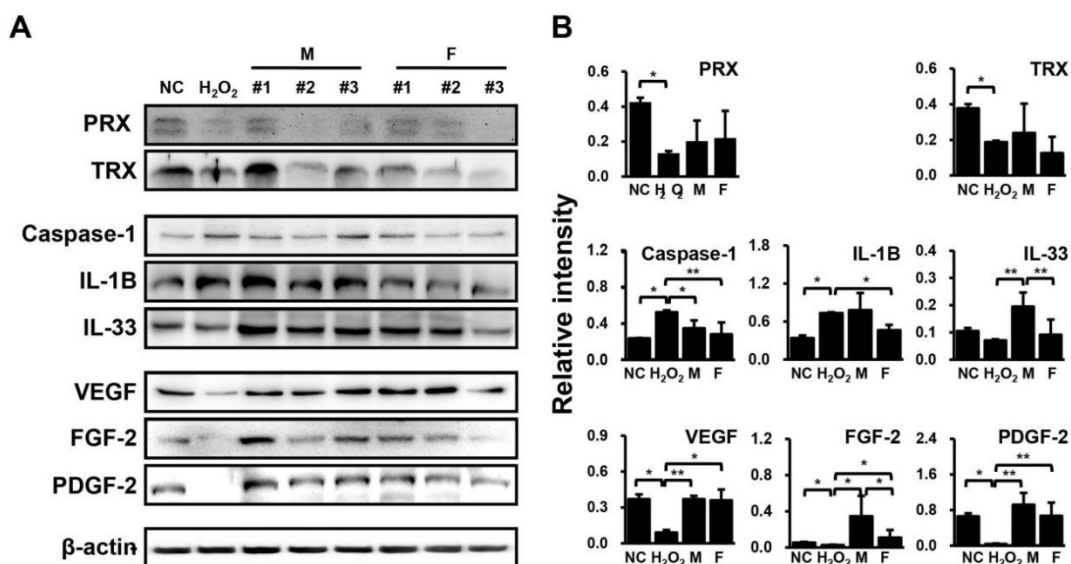 A
M F
NC H₂O₂ #1 #2 #3 #1 #2 #3
PRX
TRX
Caspase-1
IL-1B
IL-33
VEGF
FGF-2
PDGF-2
β-actin
B
Relative intensity
PRX
0.6
0.4
0.2
0.0
*
NC H₂O₂ M F
TRX
0.6
0.4
0.2
0.0
*
NC H₂O₂ M F
Caspase-1
1.2
0.8
0.4
0.0
**
* *
NC H₂O₂ M F
IL-1B
1.8
1.2
0.6
0.0
* *
NC H₂O₂ M F
IL-33
0.4
0.3
0.2
0.1
0.0
** **
NC H₂O₂ M F
VEGF
0.9
0.6
0.3
0.0
*
* **
NC H₂O₂ M F
FGF-2
1.2
0.8
0.4
0.0
*
* * *
NC H₂O₂ M F
PDGF-2
2.4
1.6
0.8
0.0
**
* **
NC H₂O₂ M F